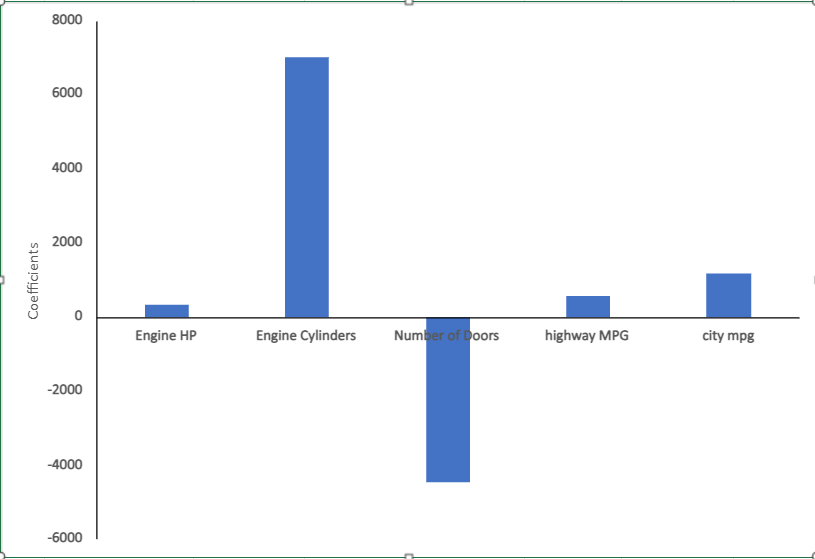 8000
6000
4000
2000
0
-2000
-4000
-6000
Coefficients
Engine HP
Engine Cylinders
Number of Doors
highway MPG
city mpg